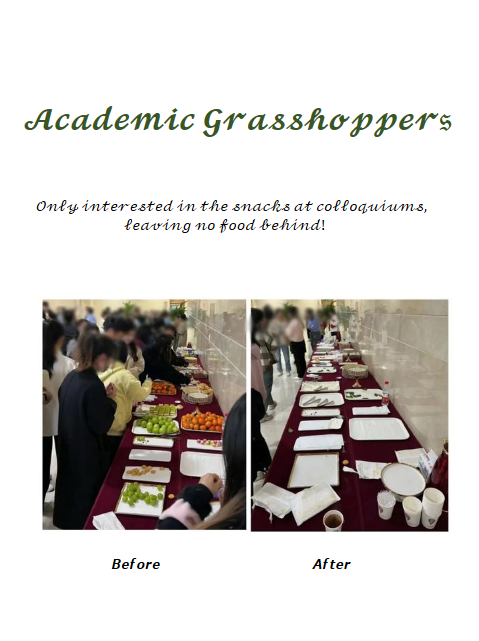 Academic Grasshoppers
Only interested in the snacks at colloquiums,
leaving no food behind!
Before
After